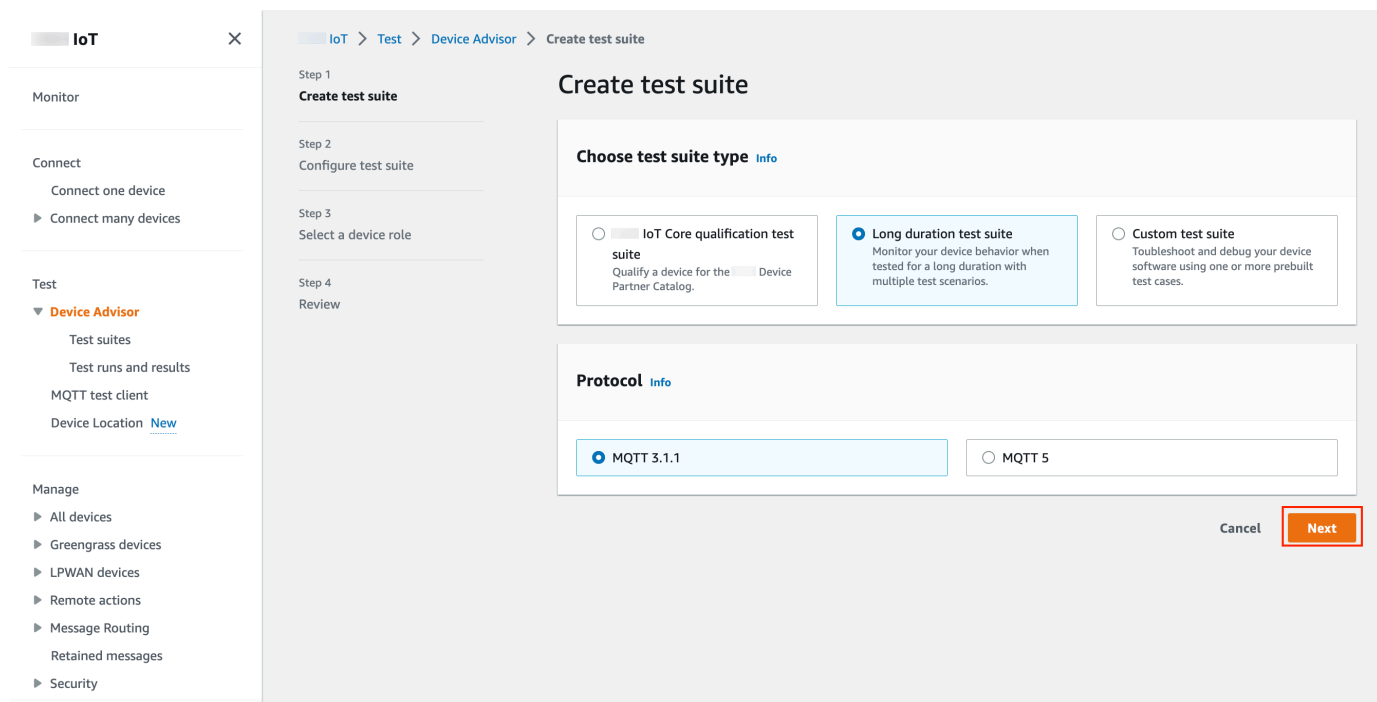 IoT
Monitor
Connect
Connect one device
Connect many devices
Test
Device Advisor
Test suites
Test runs and results
MQTT test client
Device Location New
Manage
All devices
Greengrass devices
LPWAN devices
Remote actions
Message Routing
Retained messages
Security
IoT > Test > Device Advisor > Create test suite
Step 1
Create test suite
Step 2
Configure test suite
Step 3
Select a device role
Step 4
Review
Create test suite
Choose test suite type Info
IoT Core qualification test
suite
Qualify a device for the Device
Partner Catalog.
Long duration test suite
Monitor your device behavior when
tested for a long duration with
multiple test scenarios.
Custom test suite
Toubleshoot and debug your device
software using one or more prebuilt
test cases.
Protocol Info
MQTT 3.1.1
MQTT 5
Cancel
Next